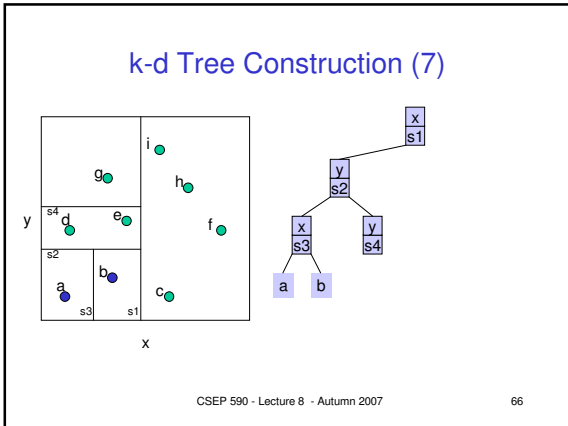 k-d Tree Construction (7)
x
s1
i
g
h
y
s2
s4
d
e
f
y
x
s3
y
s4
s2
b
a
c
s3
s1
a
b
x
CSEP 590 - Lecture 8 - Autumn 2007
66